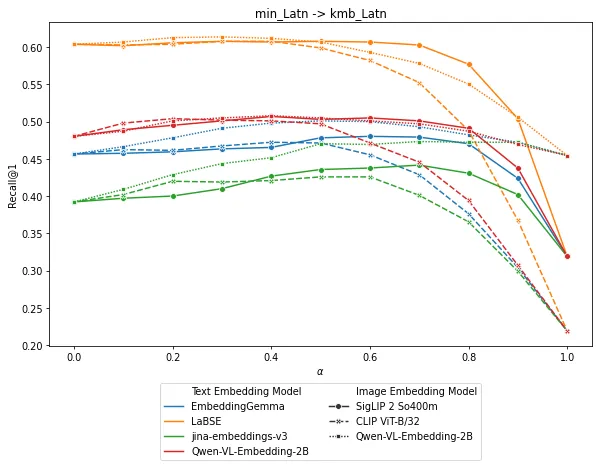 min_Latn -> kmb_Latn
Recall@1
0.60
0.55
0.50
0.45
0.40
0.35
0.30
0.25
0.20
0.0 0.2 0.4 0.6 0.8 1.0
α
Text Embedding Model
EmbeddingGemma
LaBSE
jina-embeddings-v3
Qwen-VL-Embedding-2B
Image Embedding Model
SigLIP 2 So400m
CLIP ViT-B/32
Qwen-VL-Embedding-2B